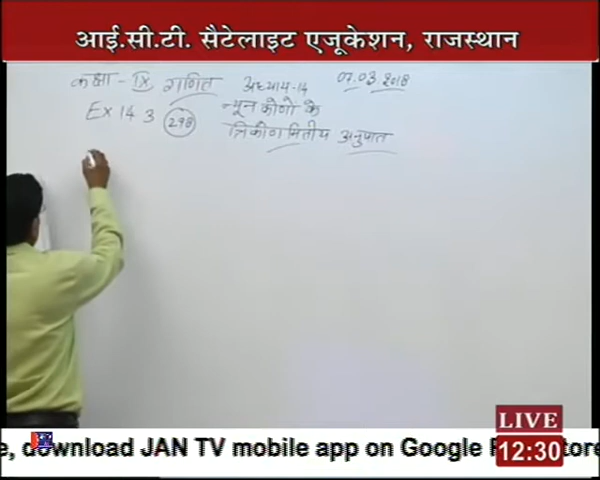 आई.सी.टी. सैटेलाइट एजूकेशन, राजस्थान
कक्षा - IX गणित अध्याय-14 07.03.2018
Ex 14.3 298 न्यून कोणो के
त्रिकोण मितीय अनुपात
LIVE
e, download JAN TV mobile app on Google P tore
12:30